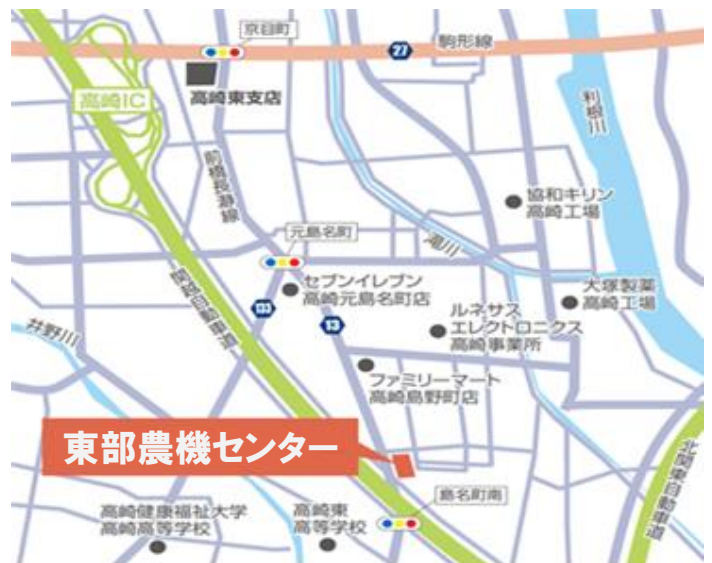 京目町
27
駒形線
高崎IC
高崎東支店
利根川
前橋長瀞線
協和キリン
高崎工場
元島名町
滝川
関越自動車道
セブンイレブン
高崎元島名町店
大塚製薬
高崎工場
133
13
ルネサス
エレクトロニクス
高崎事業所
井野川
ファミリーマート
高崎島野町店
東部農機センター
北関東自動車道
島名町南
高崎健康福祉大学
高崎高等学校
高崎東
高等学校